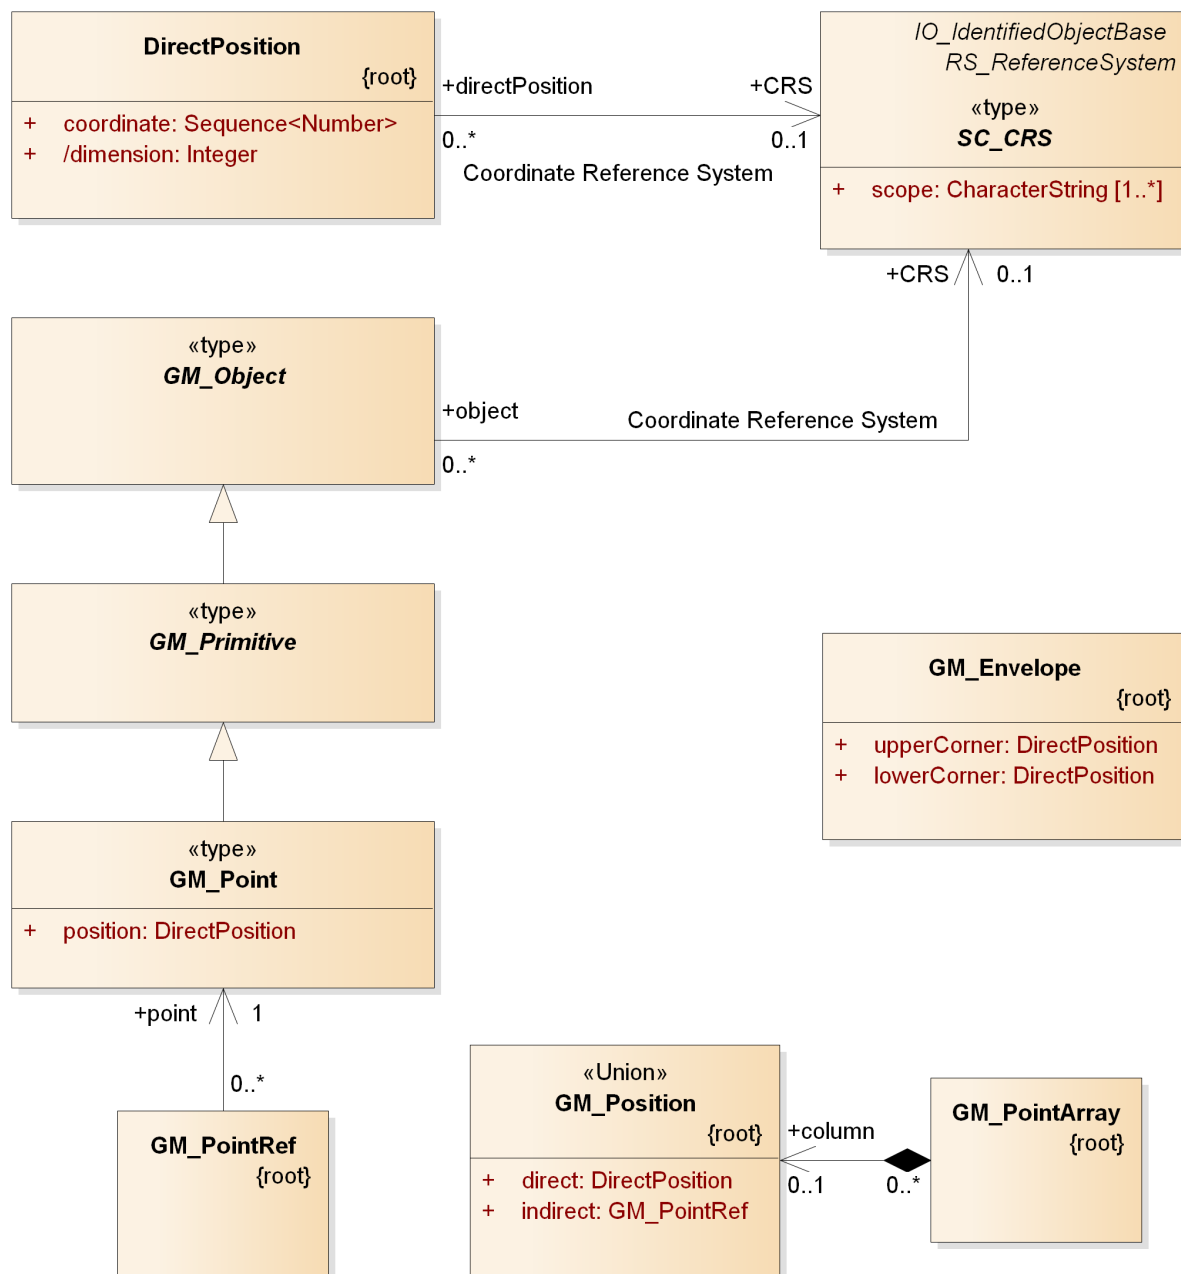 DirectPosition
{root}
+ coordinate: Sequence<Number>
+ /dimension: Integer
+directPosition
0..*
+CRS
0..1
Coordinate Reference System
IO_IdentifiedObjectBase
RS_ReferenceSystem
«type»
SC_CRS
+ scope: CharacterString [1..*]
+CRS
0..1
«type»
GM_Object
+object
0..*
Coordinate Reference System
«type»
GM_Primitive
GM_Envelope
{root}
+ upperCorner: DirectPosition
+ lowerCorner: DirectPosition
«type»
GM_Point
+ position: DirectPosition
+point
1
0..*
GM_PointRef
{root}
«Union»
GM_Position
{root}
+ direct: DirectPosition
+ indirect: GM_PointRef
+column
0..1
0..*
GM_PointArray
{root}